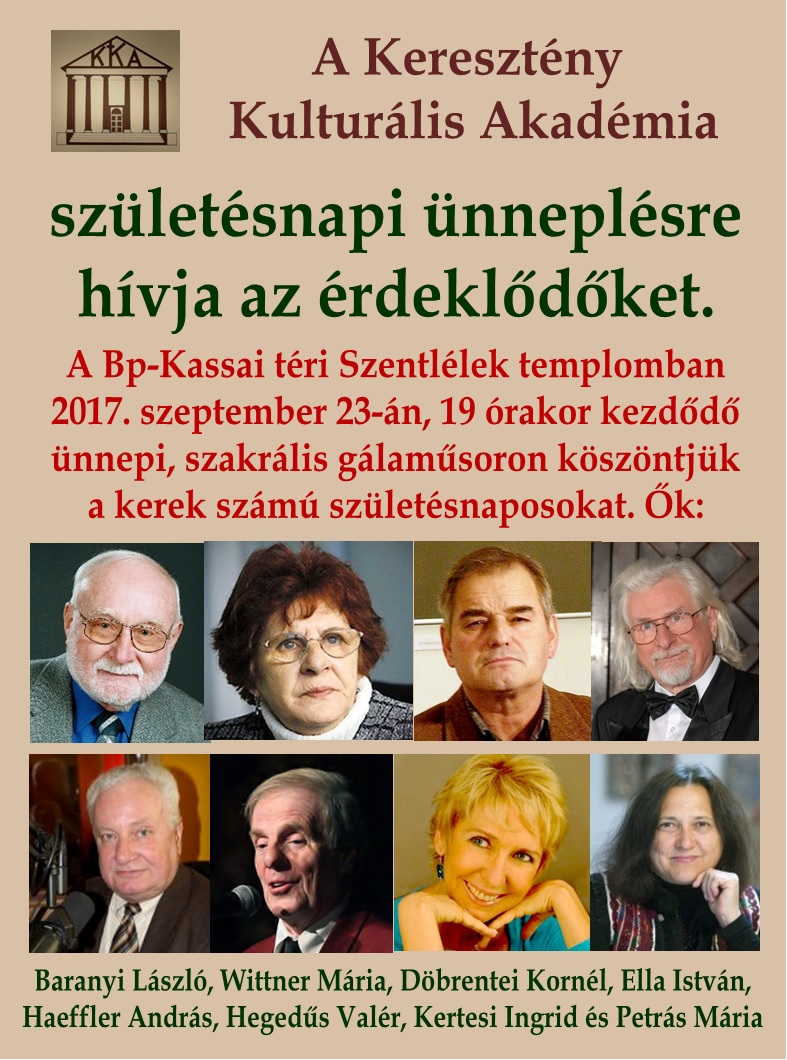 KKA
A Keresztény
Kulturális Akadémia
születésnapi ünneplésre
hívja az érdeklődőket.
A Bp-Kassai téri Szentlélek templomban
2017. szeptember 23-án, 19 órakor kezdődő
ünnepi, szakrális gálaműsoron köszöntjük
a kerek számú születésnaposokat. Ők:
Baranyi László, Wittner Mária, Döbrentei Kornél, Ella István,
Haeffler András, Hegedűs Valér, Kertesi Ingrid és Petrás Mária